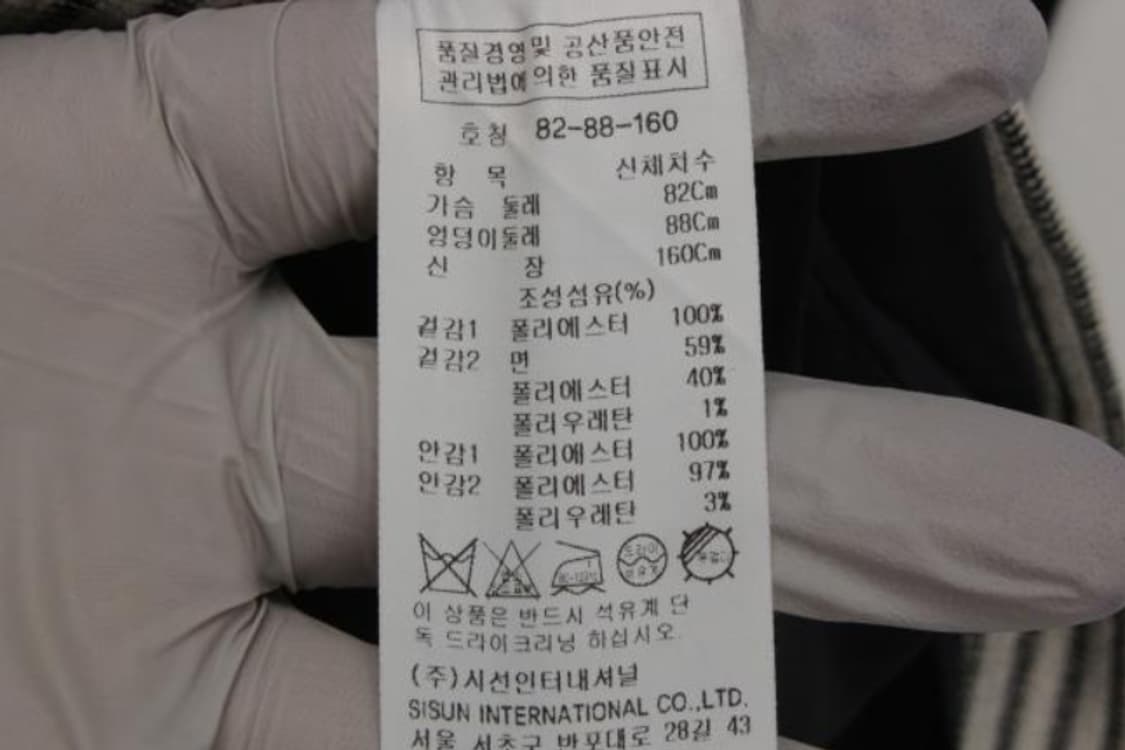 품질경영및 공산품안전
관리법에의한 품질표시
호칭 82-88-160
항 목 신체치수
가슴 둘레 82Cm
엉덩이둘레 88Cm
신 장 160Cm
조성섬유(%)
겉감1 폴리에스터 100%
겉감2 면 59%
폴리에스터 40%
폴리우레탄 1%
안감1 폴리에스터 100%
안감2 폴리에스터 97%
폴리우레탄 3%
드라이
석유계
이 상품은 반드시 석유계 단
독 드라이크리닝 하십시오.
(주)시선인터내셔널
SISUN INTERNATIONAL CO.,LTD.
서울 서초구 반포대로 28길 43